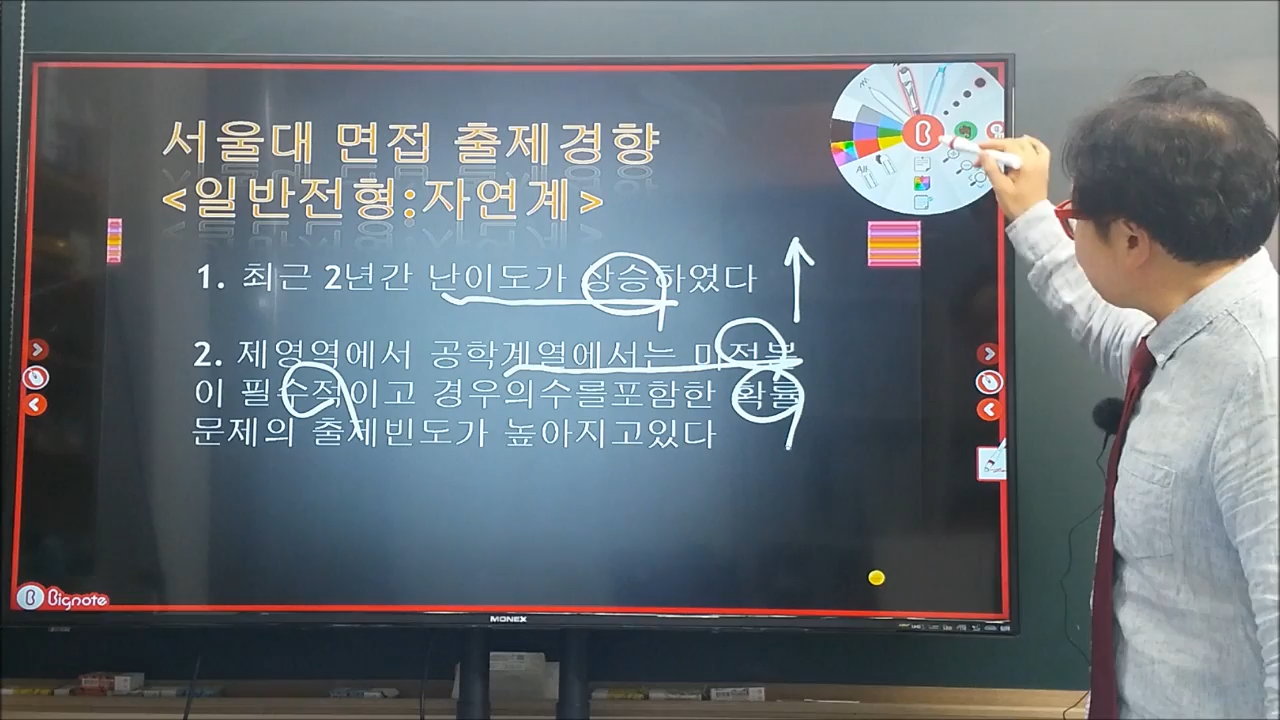 서울대 면접 출제경향
<일반전형:자연계>
1. 최근 2년간 난이도가 상승하였다
2. 제영역에서 공학계열에서는 미적분
이 필수적이고 경우의수를포함한 확률
문제의 출제빈도가 높아지고있다
Bignote
MONEX